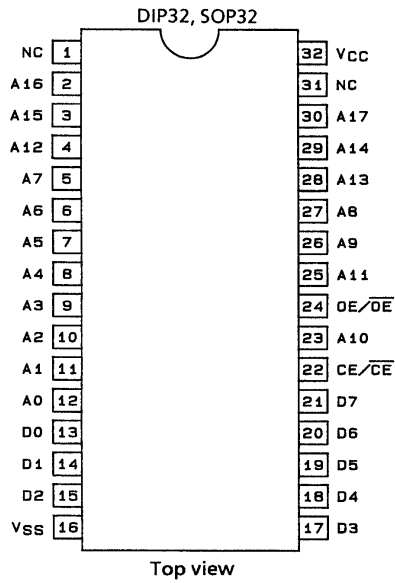 DIP32, SOP32
NC 1 32 VCC
A16 2 31 NC
A15 3 30 A17
A12 4 29 A14
A7 5 28 A13
A6 6 27 A8
A5 7 26 A9
A4 8 25 A11
A3 9 24 OE/OE
A2 10 23 A10
A1 11 22 CE/CE
A0 12 21 D7
D0 13 20 D6
D1 14 19 D5
D2 15 18 D4
VSS 16 17 D3
Top view